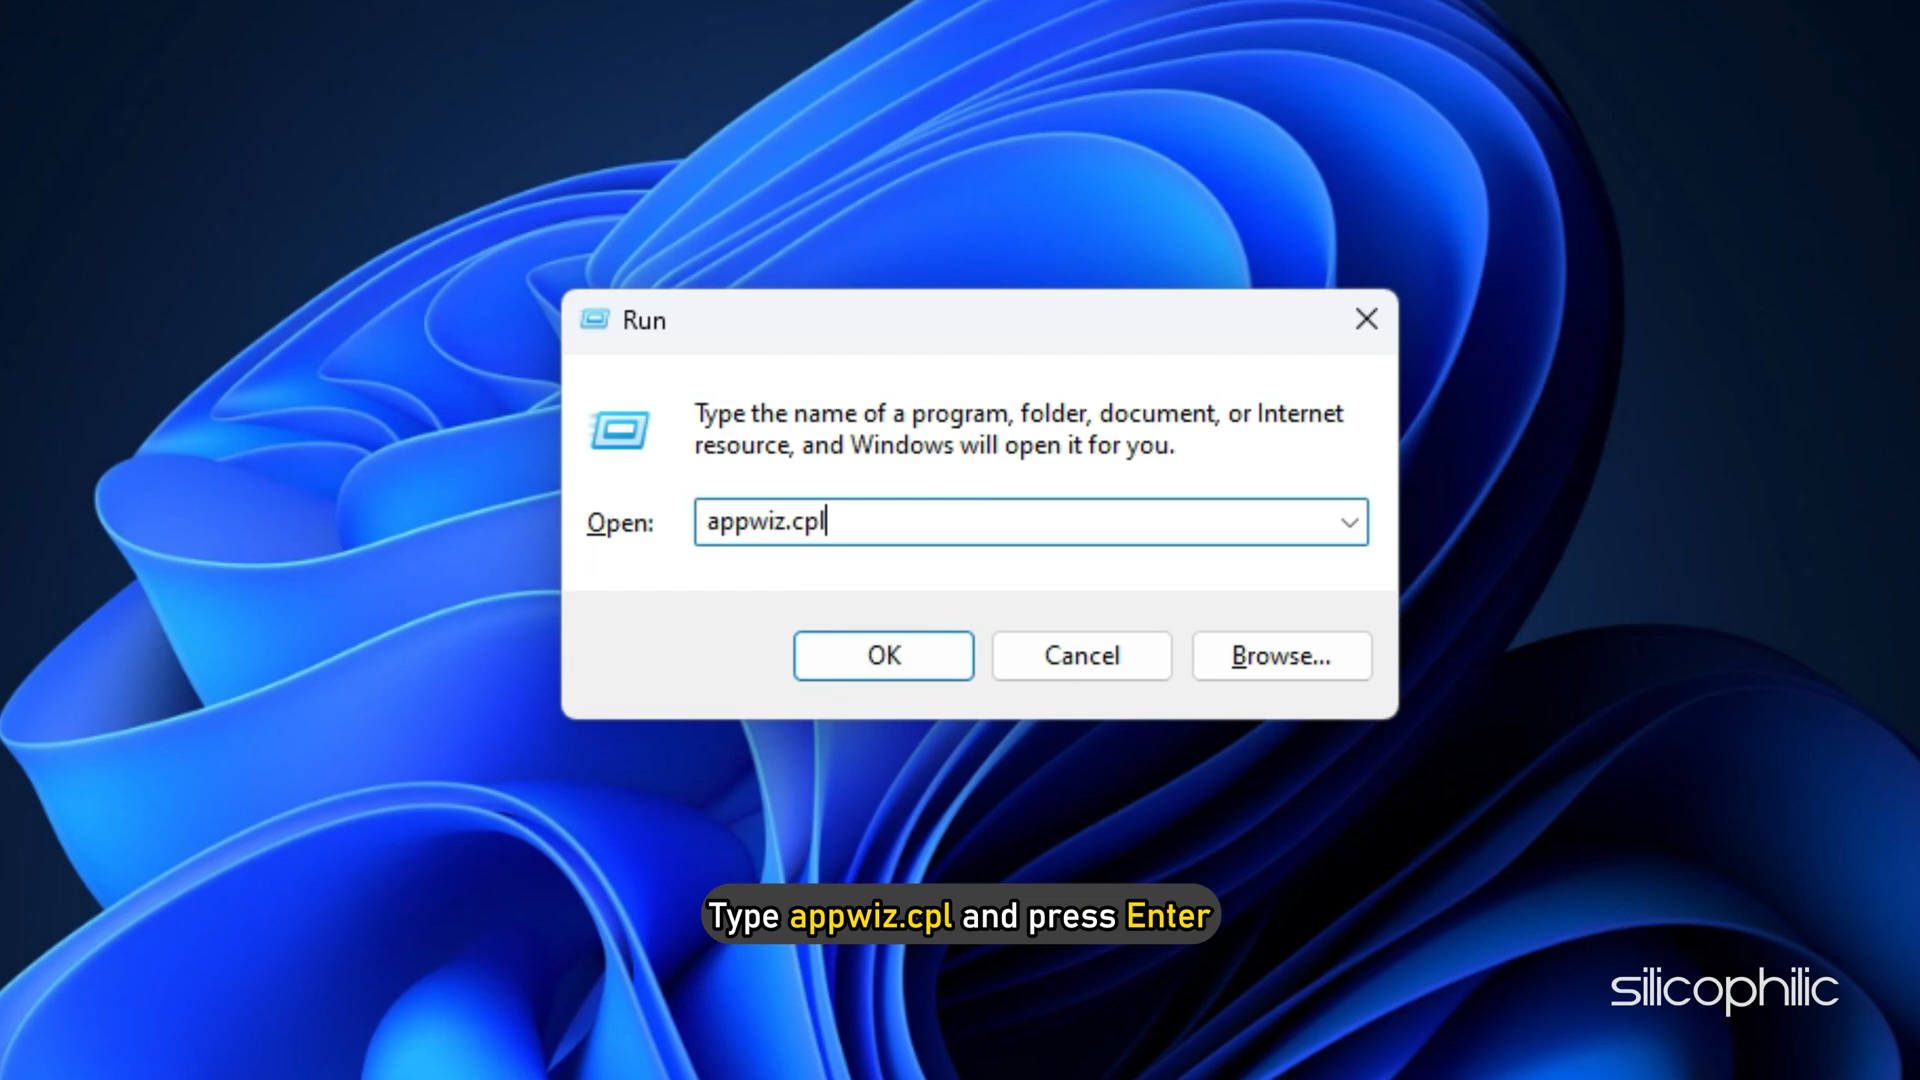 Run
Type the name of a program, folder, document, or Internet
resource, and Windows will open it for you.
Open:
appwiz.cpl
OK
Cancel
Browse...
Type appwiz.cpl and press Enter
silicophilic